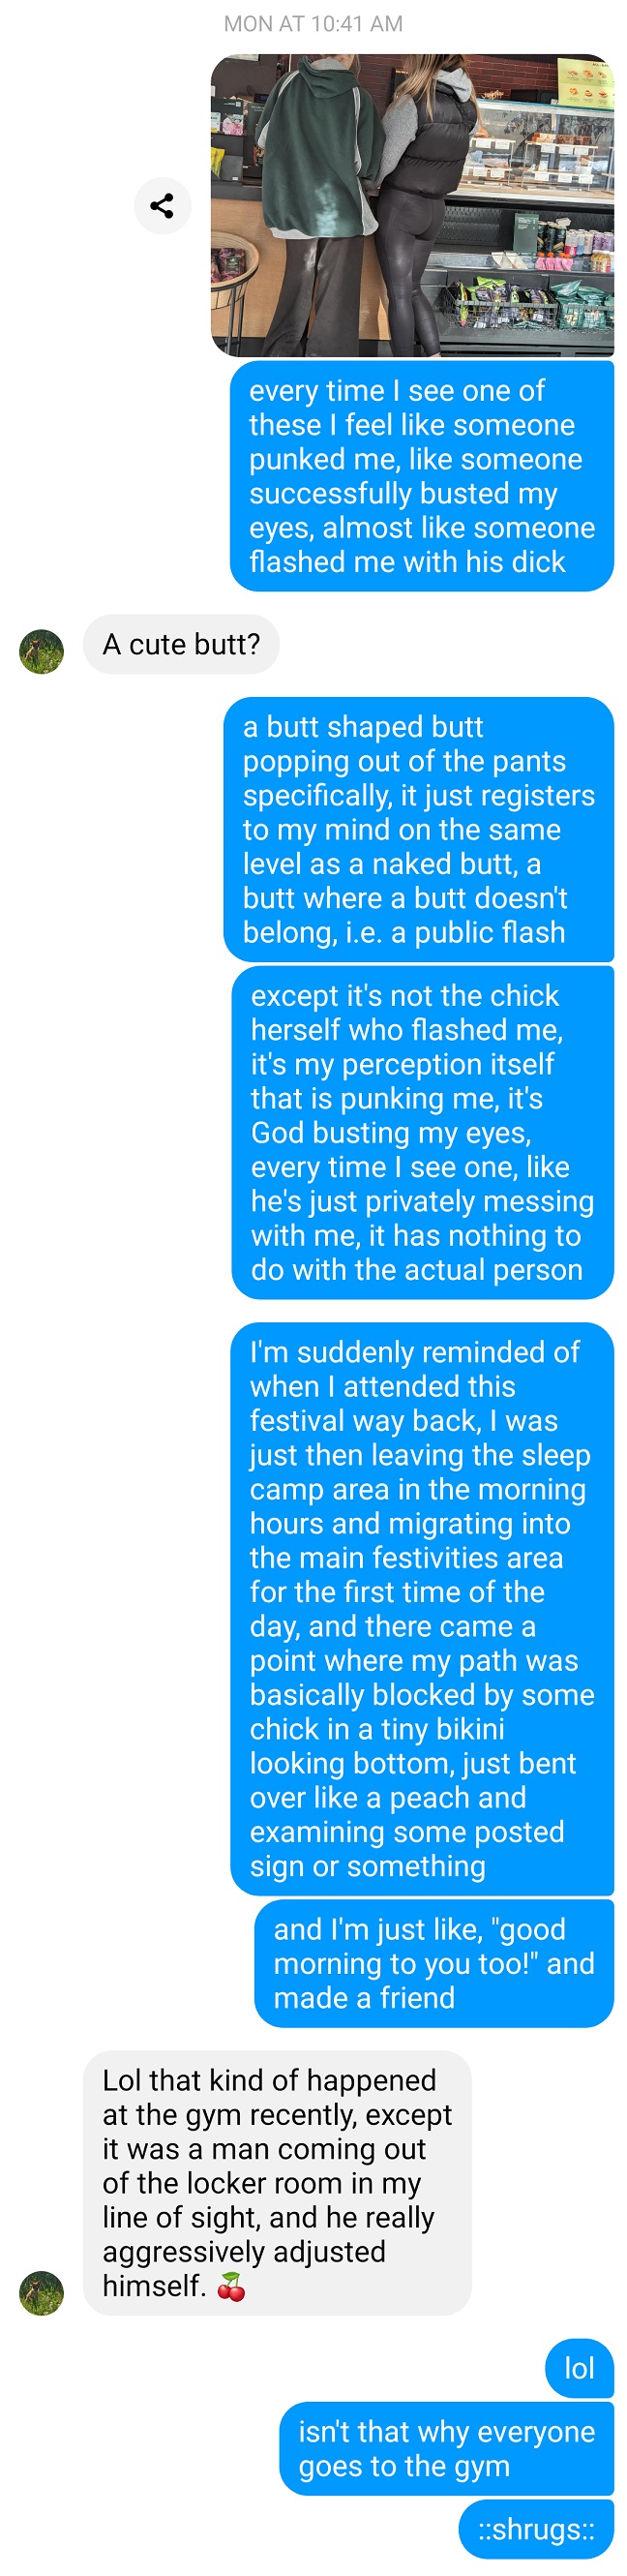 MON AT 10:41 AM
every time I see one of
these I feel like someone
punked me, like someone
successfully busted my
eyes, almost like someone
flashed me with his dick
A cute butt?
a butt shaped butt
popping out of the pants
specifically, it just registers
to my mind on the same
level as a naked butt, a
butt where a butt doesn't
belong, i.e. a public flash
except it's not the chick
herself who flashed me,
it's my perception itself
that is punking me, it's
God busting my eyes,
every time I see one, like
he's just privately messing
with me, it has nothing to
do with the actual person
I'm suddenly reminded of
when I attended this
festival way back, I was
just then leaving the sleep
camp area in the morning
hours and migrating into
the main festivities area
for the first time of the
day, and there came a
point where my path was
basically blocked by some
chick in a tiny bikini
looking bottom, just bent
over like a peach and
examining some posted
sign or something
and I'm just like, "good
morning to you too!" and
made a friend
Lol that kind of happened
at the gym recently, except
it was a man coming out
of the locker room in my
line of sight, and he really
aggressively adjusted
himself. 🍒
lol
isn't that why everyone
goes to the gym
::shrugs::